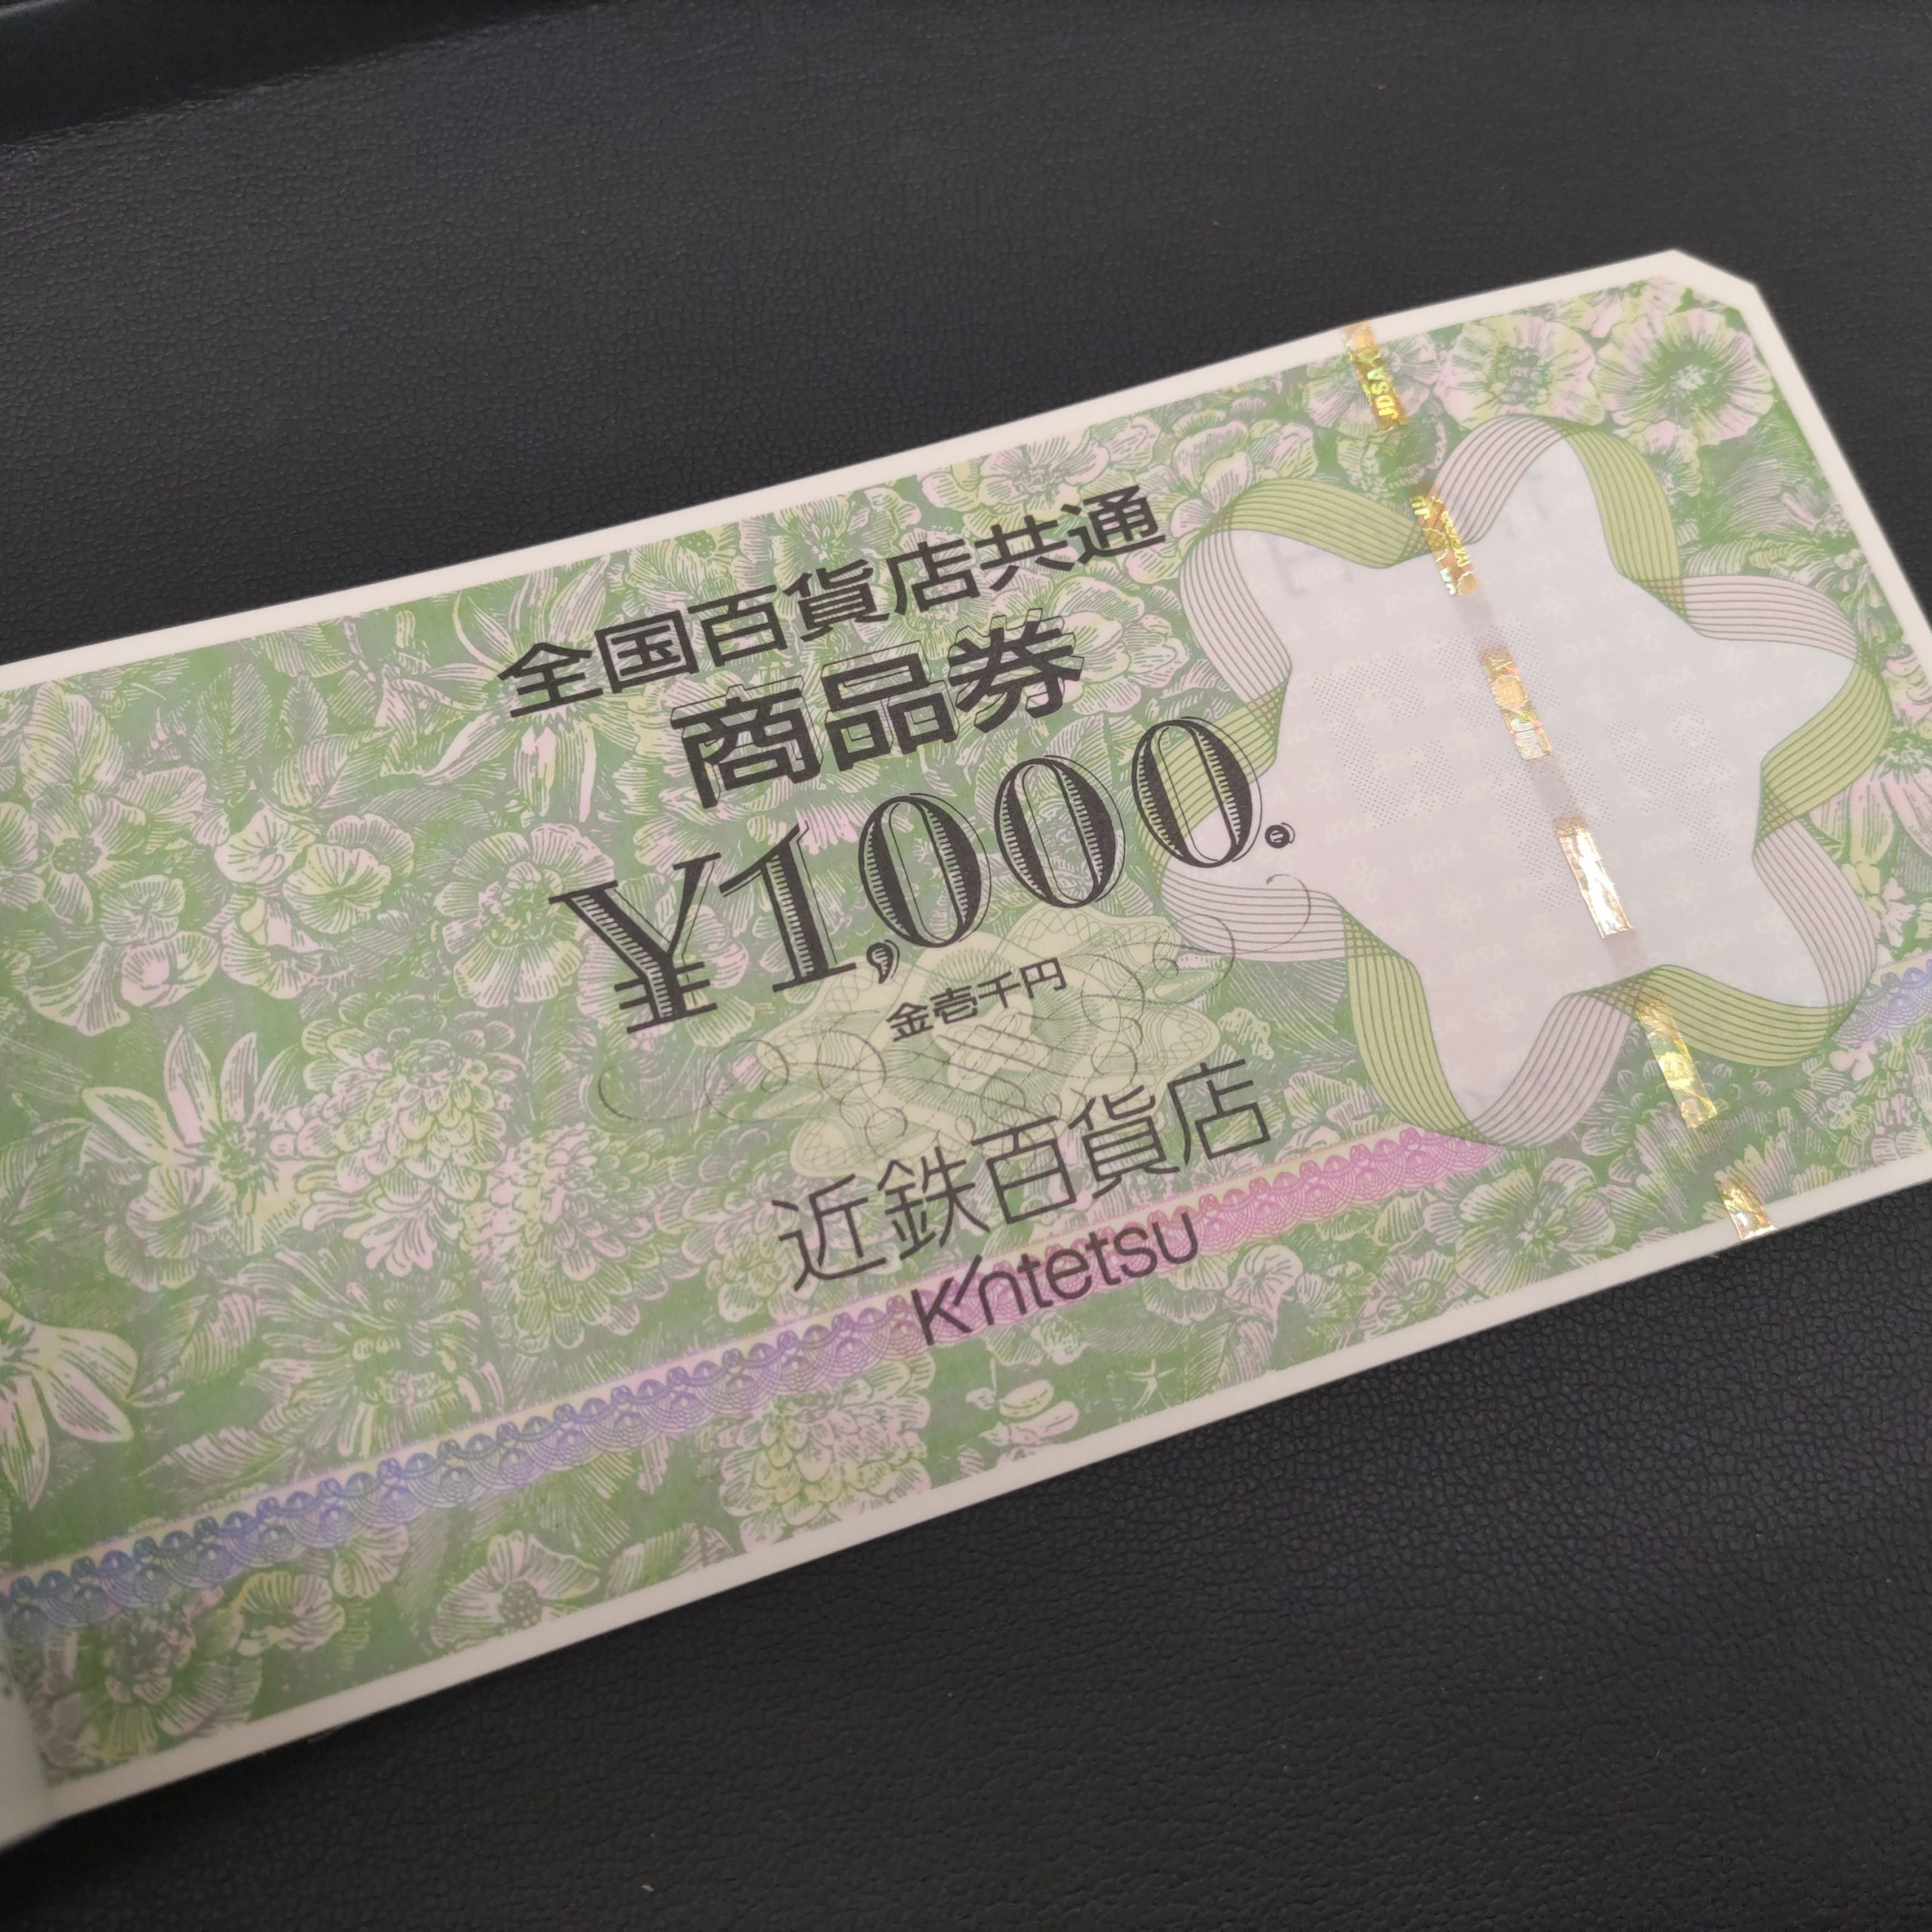 全国百貨店共通
商品券
¥1,000.
金壱千円
近鉄百貨店
Kintetsu
JDSA